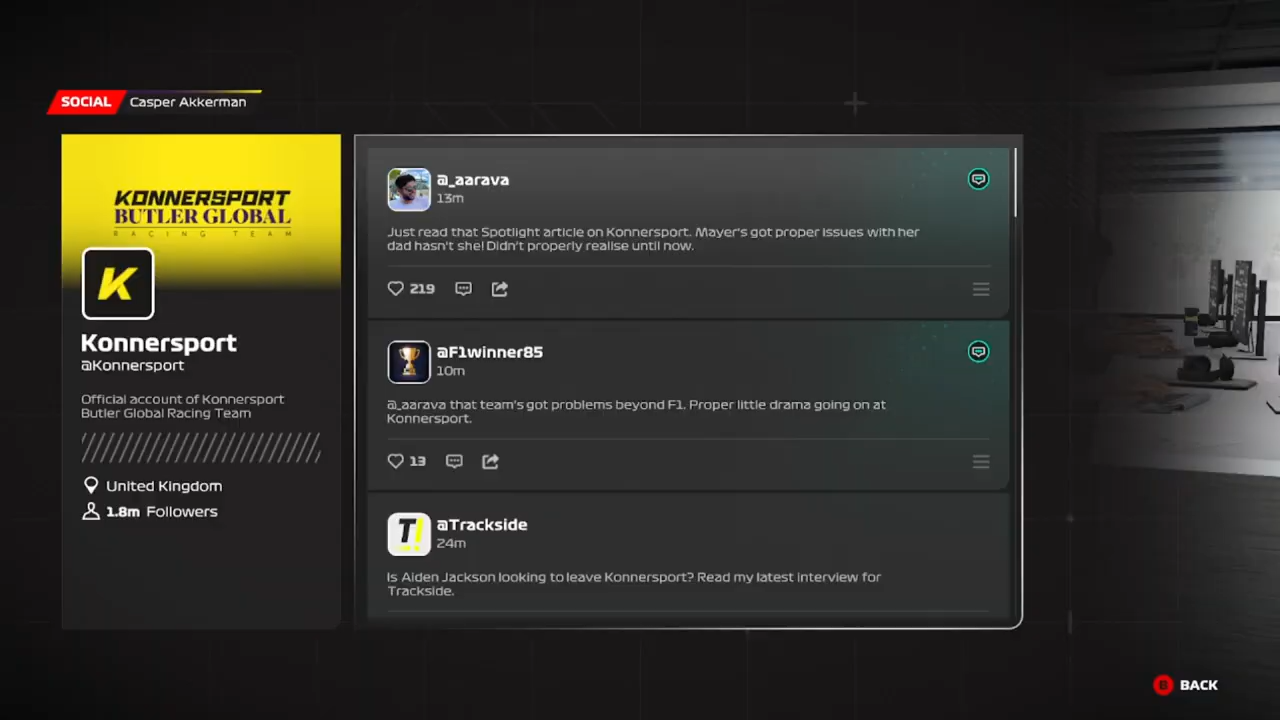 SOCIAL Casper Akkerman
KONNERSPORT
BUTLER GLOBAL
RACING TEAM
K
Konnersport
@Konnersport
Official account of Konnersport
Butler Global Racing Team
United Kingdom
1.8m Followers
@_aarava
13m
Just read that Spotlight article on Konnersport. Mayer's got proper issues with her
dad hasn't she! Didn't properly realise until now.
219
@F1winner85
10m
@_aarava that team's got problems beyond F1. Proper little drama going on at
Konnersport.
13
T!
@Trackside
24m
Is Aiden Jackson looking to leave Konnersport? Read my latest interview for
Trackside.
B BACK